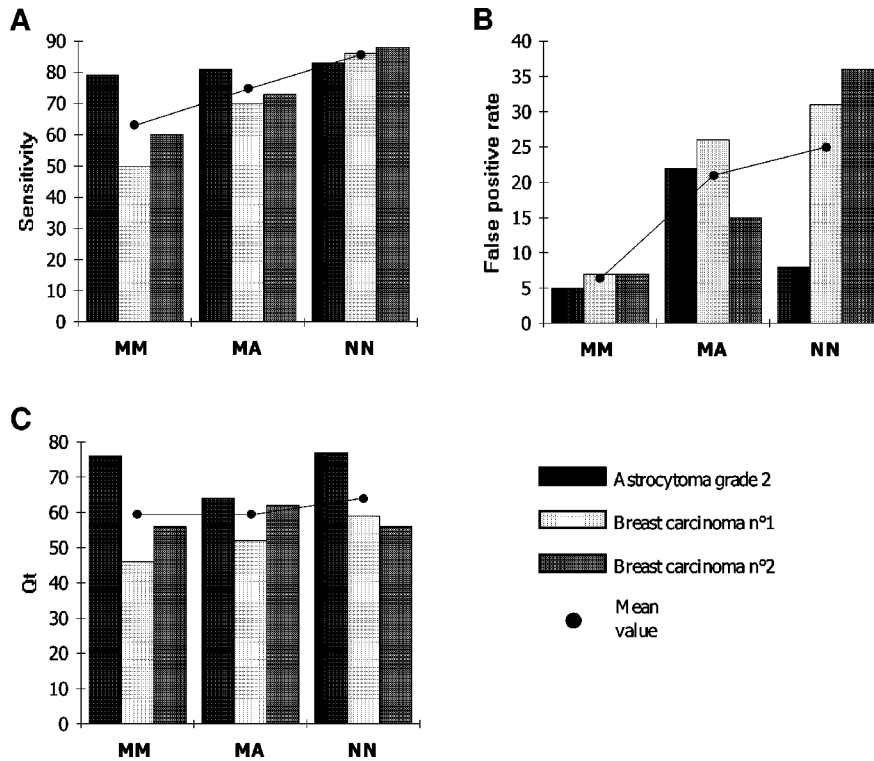 A
90
80
70
60
50
40
30
20
10
0
Sensitivity
MM MA NN
B
40
35
30
25
20
15
10
5
0
False positive rate
MM MA NN
C
80
70
60
50
40
30
20
10
0
Qt
MM MA NN
Astrocytoma grade 2
Breast carcinoma n°1
Breast carcinoma n°2
Mean
value